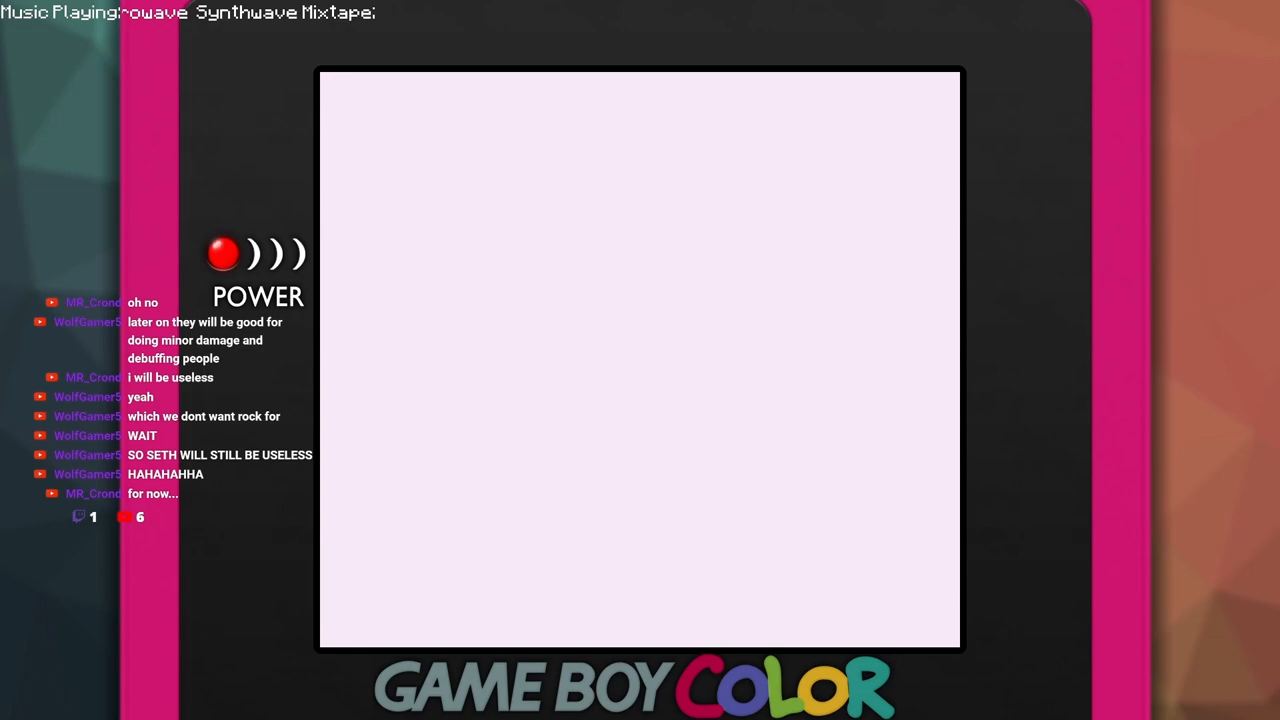 Music Playing:rowave Synthwave Mixtape:
POWER
MR_Crond oh no
WolfGamer5 later on they will be good for
doing minor damage and
debuffing people
MR_Crond i will be useless
WolfGamer5 yeah
WolfGamer5 which we dont want rock for
WolfGamer5 WAIT
WolfGamer5 SO SETH WILL STILL BE USELESS
WolfGamer5 HAHAHAHHA
MR_Crond for now...
1 6
GAME BOY COLOR